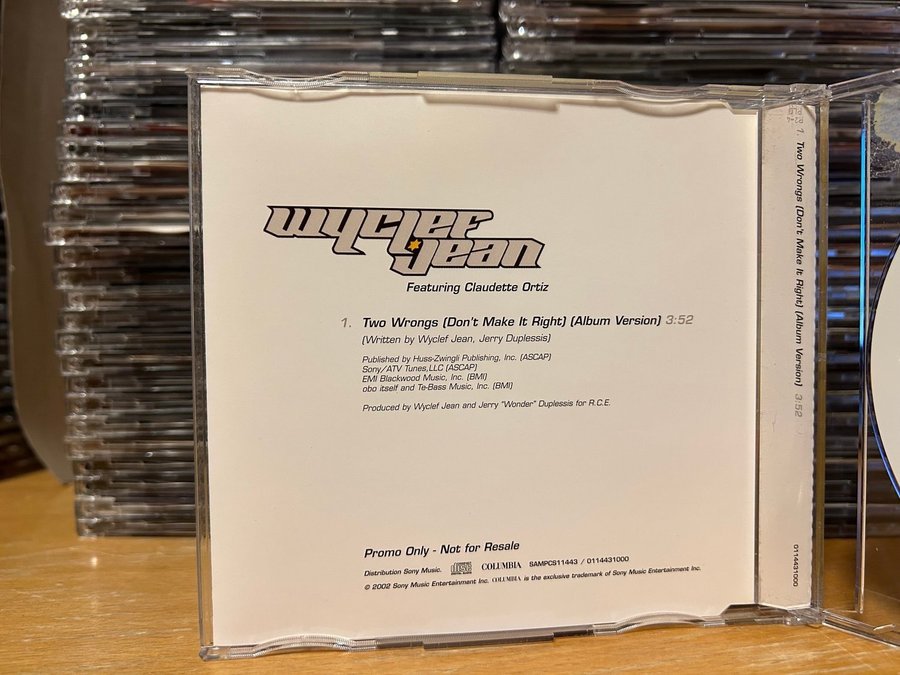 wyclef
jean
Featuring Claudette Ortiz
1. Two Wrongs (Don't Make It Right) (Album Version) 3:52
(Written by Wyclef Jean, Jerry Duplessis)
Published by Huss-Zwingli Publishing, Inc. (ASCAP)
Sony/ATV Tunes,LLC (ASCAP)
EMI Blackwood Music, Inc. (BMI)
obo itself and Te-Bass Music, Inc. (BMI)
Produced by Wyclef Jean and Jerry "Wonder" Duplessis for R.C.E.
Promo Only - Not for Resale
Distribution Sony Music. COLUMBIA SAMPCS11443 / 0114431000
© 2002 Sony Music Entertainment Inc. COLUMBIA is the exclusive trademark of Sony Music Entertainment Inc.
1. Two Wrongs (Don't Make It Right) (Album Version) 3:52
0114431000